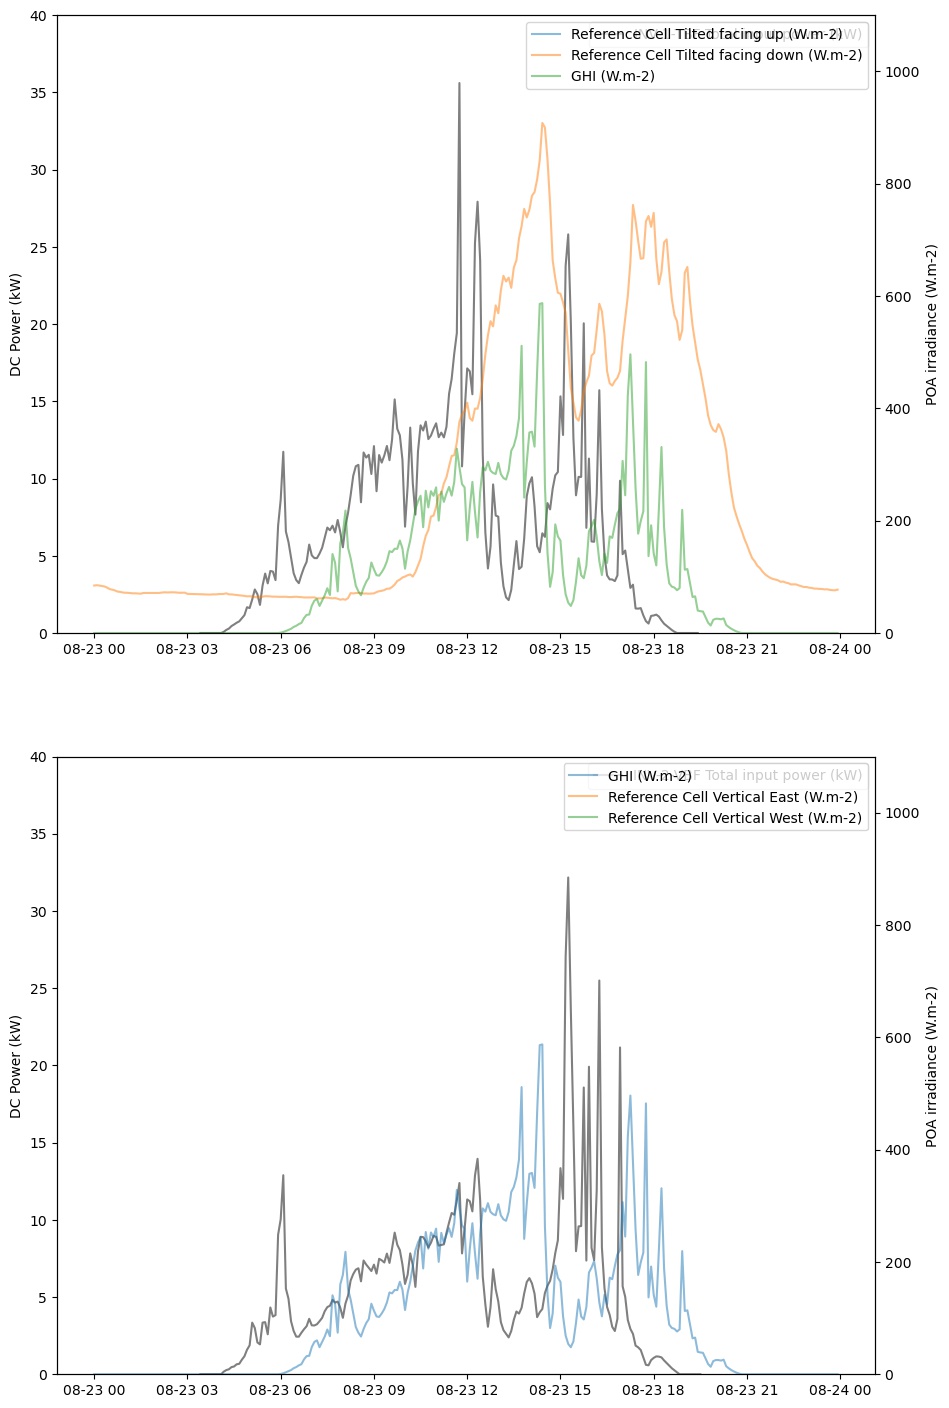 40
35
30
25
20
15
10
5
0
DC Power (kW)
Reference Cell Tilted facing up (W.m-2)
Reference Cell Tilted facing down (W.m-2)
GHI (W.m-2)
1000
800
600
400
200
0
POA irradiance (W.m-2)
08-23 00 08-23 03 08-23 06 08-23 09 08-23 12 08-23 15 08-23 18 08-23 21 08-24 00
40
35
30
25
20
15
10
5
0
DC Power (kW)
GHI (W.m-2) Total input power (kW)
Reference Cell Vertical East (W.m-2)
Reference Cell Vertical West (W.m-2)
1000
800
600
400
200
0
POA irradiance (W.m-2)
08-23 00 08-23 03 08-23 06 08-23 09 08-23 12 08-23 15 08-23 18 08-23 21 08-24 00